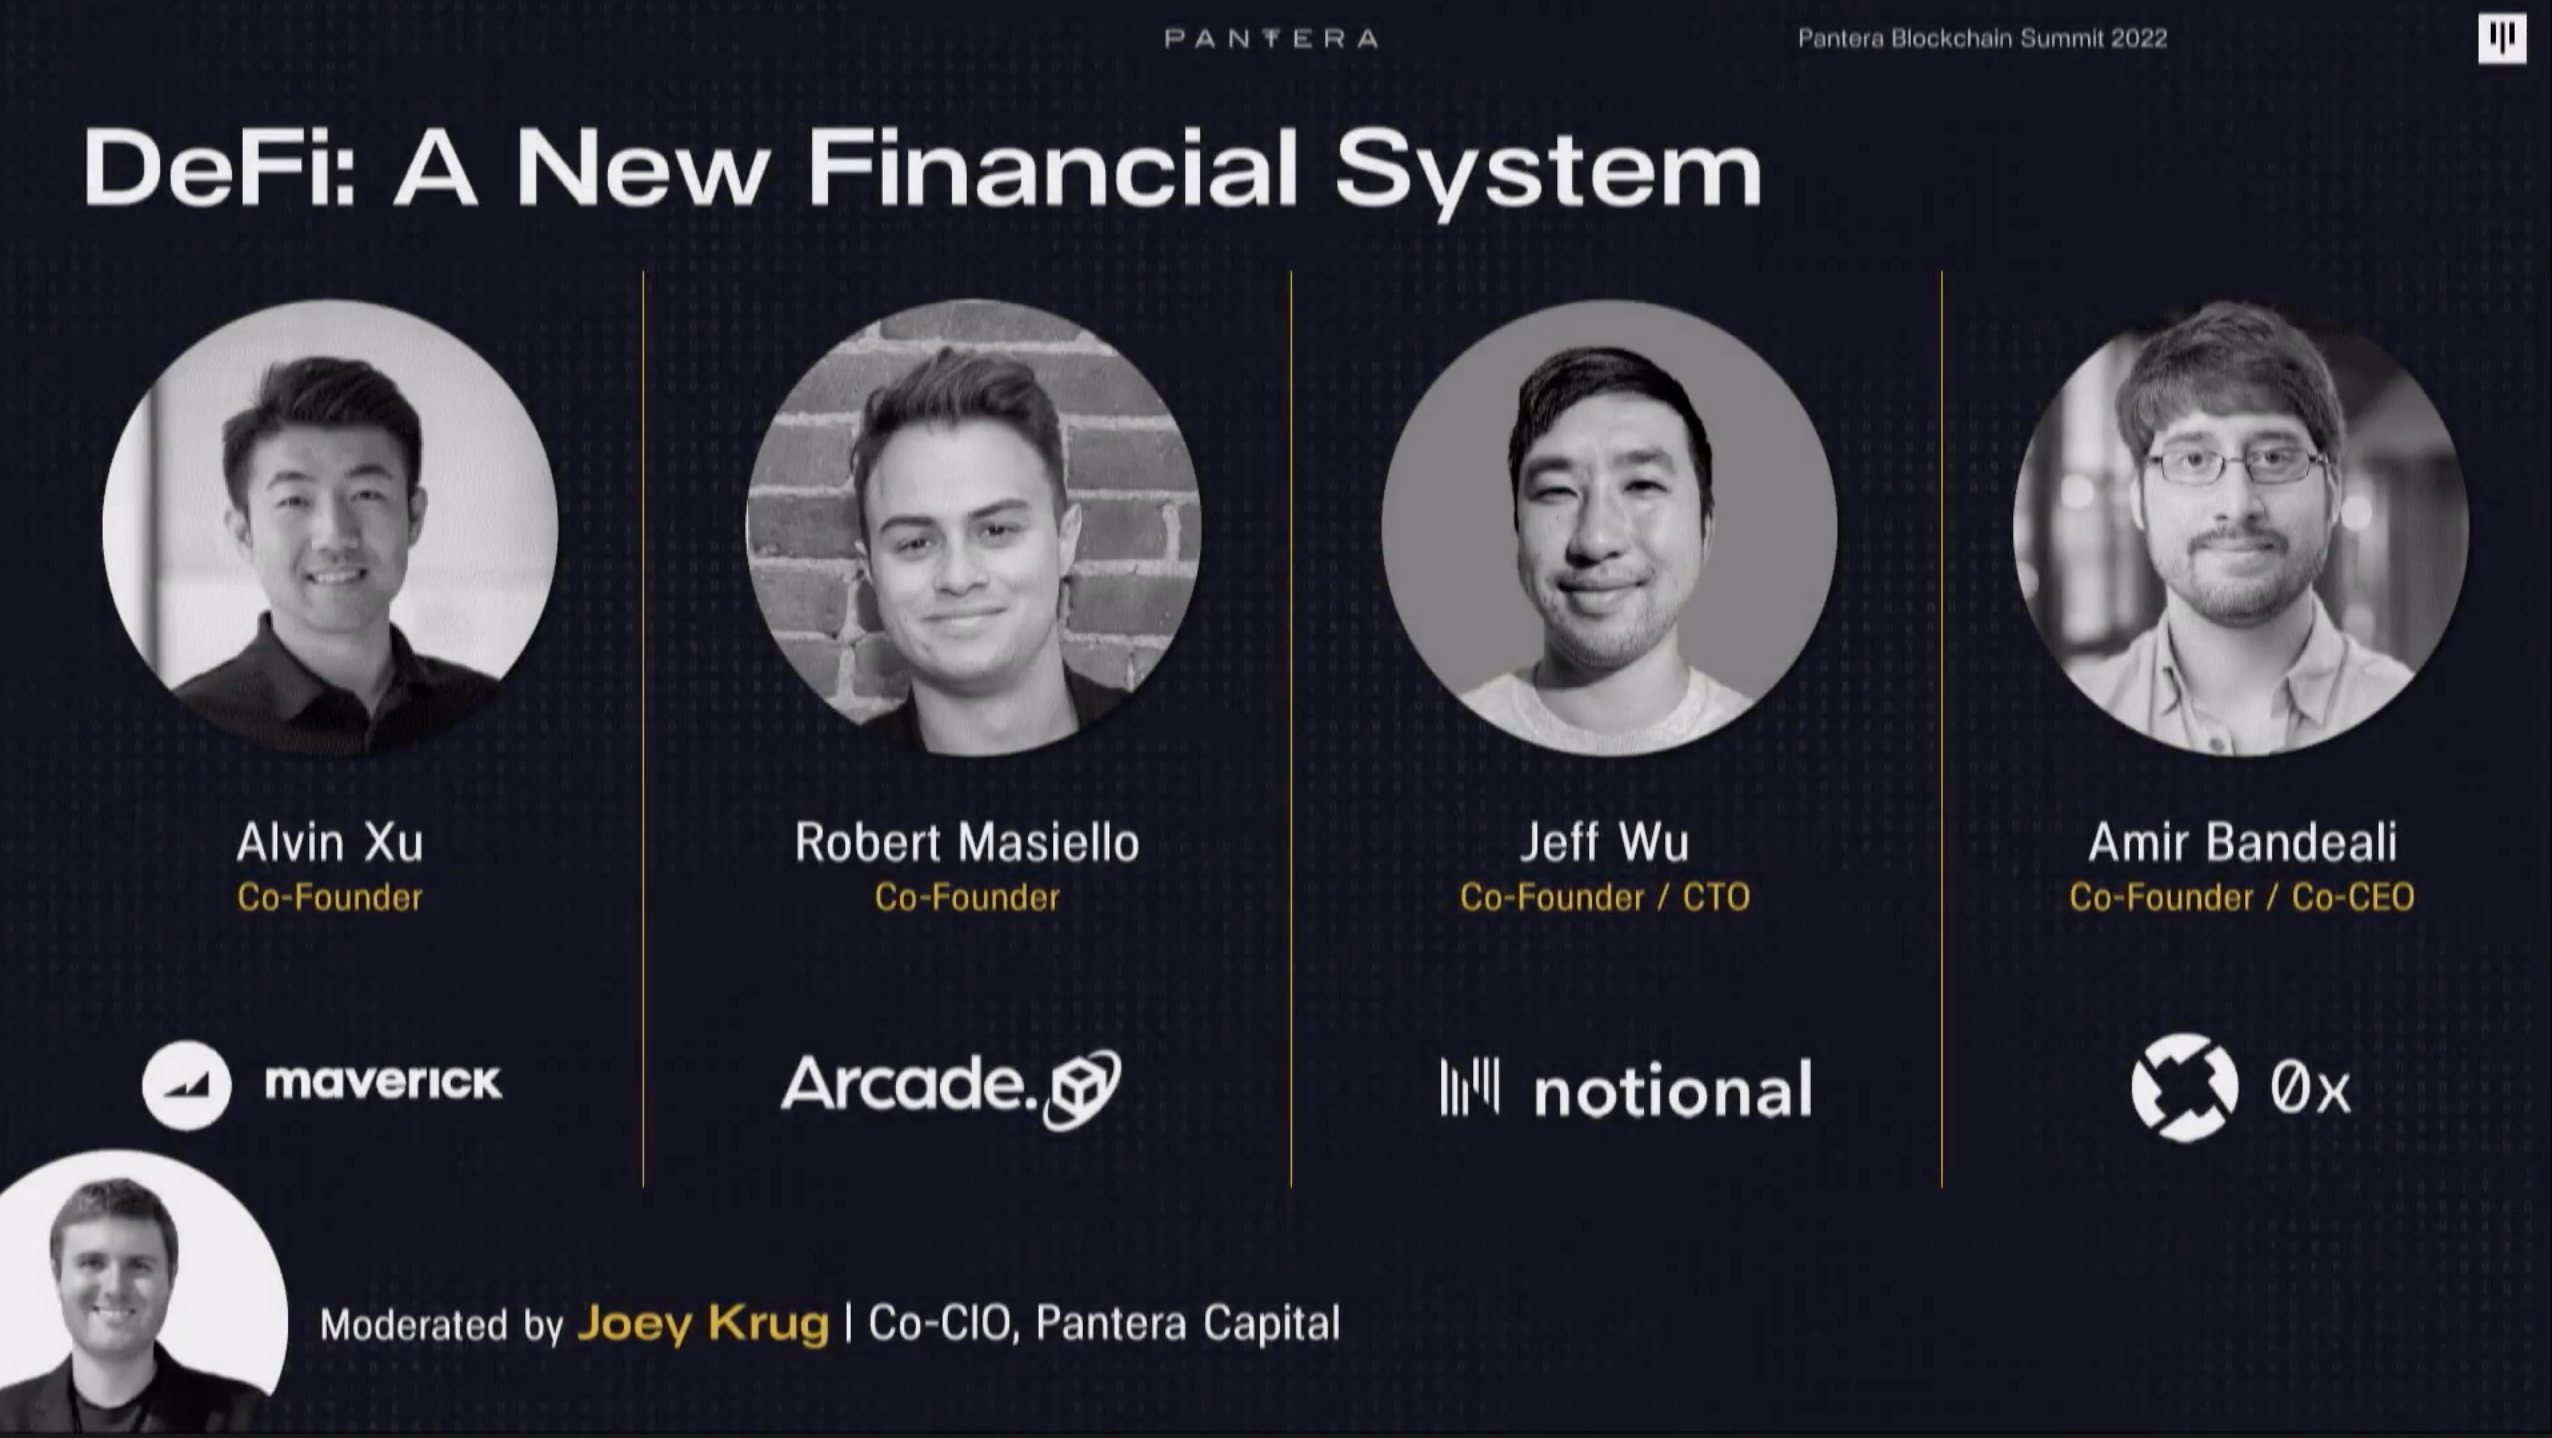 PANTERA
Pantera Blockchain Summit 2022
DeFi: A New Financial System
Alvin Xu
Co-Founder
maverick
Robert Masiello
Co-Founder
Arcade.
Jeff Wu
Co-Founder / CTO
notional
Amir Bandeali
Co-Founder / Co-CEO
0x
Moderated by Joey Krug | Co-CIO, Pantera Capital